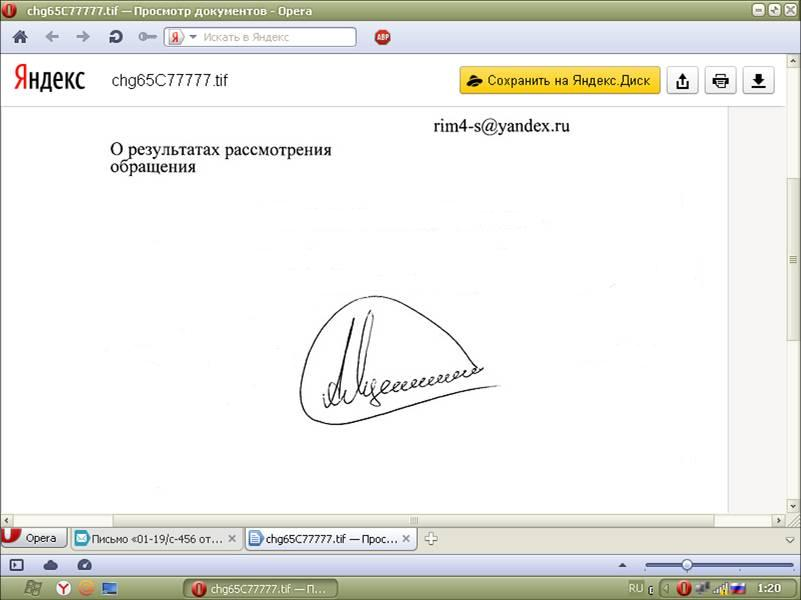 chg65C77777.tif — Просмотр документов - Opera
Я Искать в Яндекс ABP
Яндекс chg65C77777.tif Сохранить на Яндекс.Диск
rim4-s@yandex.ru
О результатах рассмотрения
обращения
Opera Письмо «01-19/с-456 от... chg65C77777.tif — Прос...
chg65C77777.tif — П... RU 1:20